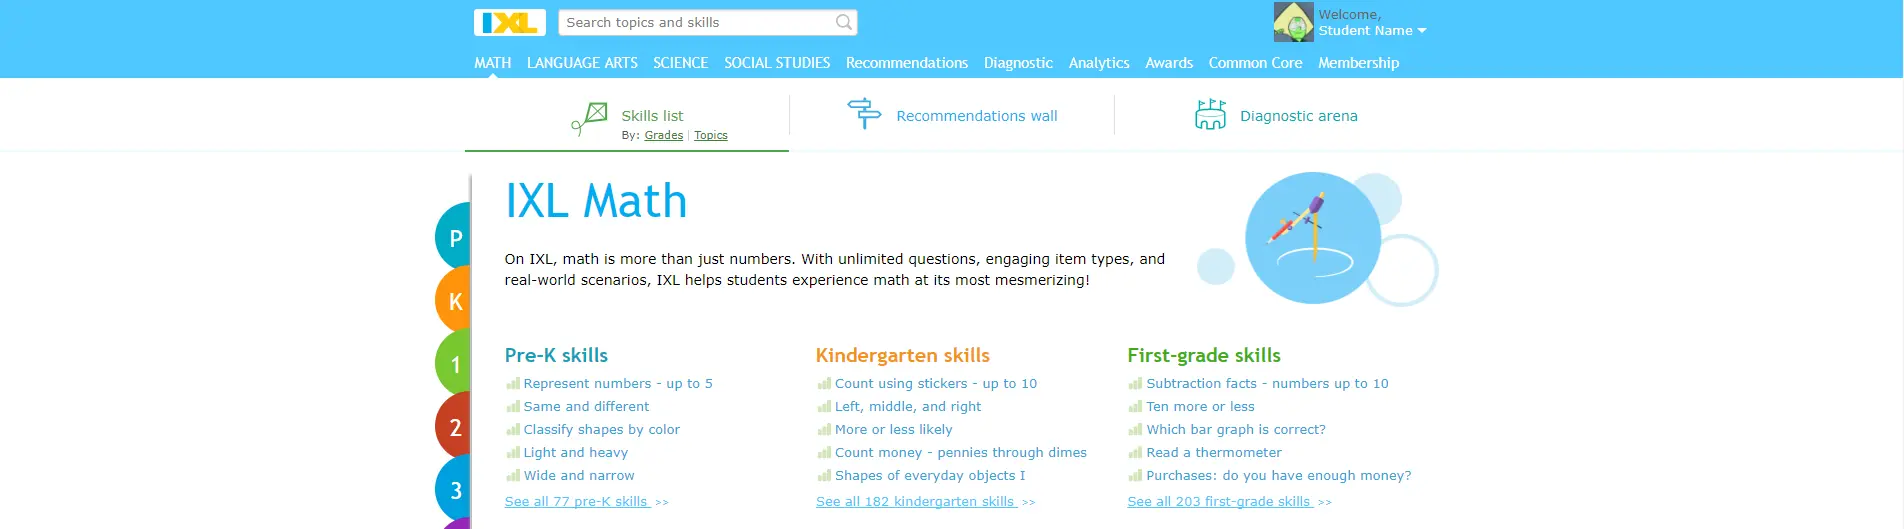 IXL
Search topics and skills
Welcome,
Student Name
MATH LANGUAGE ARTS SCIENCE SOCIAL STUDIES Recommendations Diagnostic Analytics Awards Common Core Membership
Skills list
By: Grades | Topics
Recommendations wall
Diagnostic arena
IXL Math
On IXL, math is more than just numbers. With unlimited questions, engaging item types, and
real-world scenarios, IXL helps students experience math at its most mesmerizing!
P
K
1
2
3
Pre-K skills
Represent numbers - up to 5
Same and different
Classify shapes by color
Light and heavy
Wide and narrow
See all 77 pre-K skills >>
Kindergarten skills
Count using stickers - up to 10
Left, middle, and right
More or less likely
Count money - pennies through dimes
Shapes of everyday objects I
See all 182 kindergarten skills >>
First-grade skills
Subtraction facts - numbers up to 10
Ten more or less
Which bar graph is correct?
Read a thermometer
Purchases: do you have enough money?
See all 203 first-grade skills >>